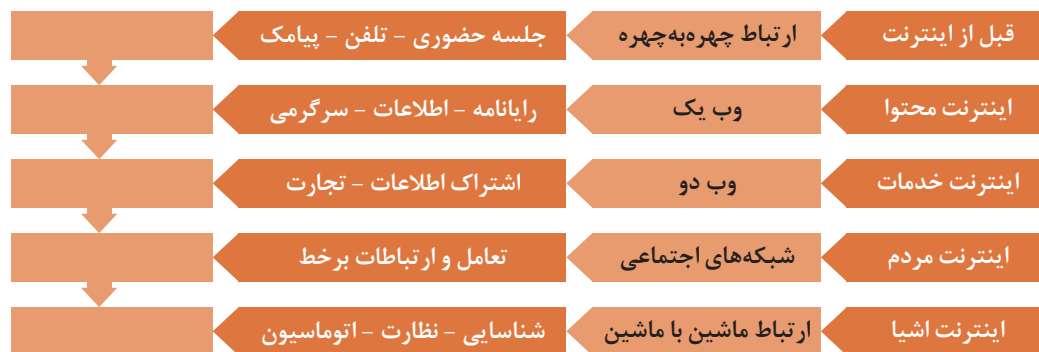 قبل از اینترنت ارتباط چهره‌به‌چهره جلسه حضوری - تلفن - پیامک
اینترنت محتوا وب یک رایانامه - اطلاعات - سرگرمی
اینترنت خدمات وب دو اشتراک اطلاعات - تجارت
اینترنت مردم شبکه‌های اجتماعی تعامل و ارتباطات برخط
اینترنت اشیا ارتباط ماشین با ماشین شناسایی - نظارت - اتوماسیون